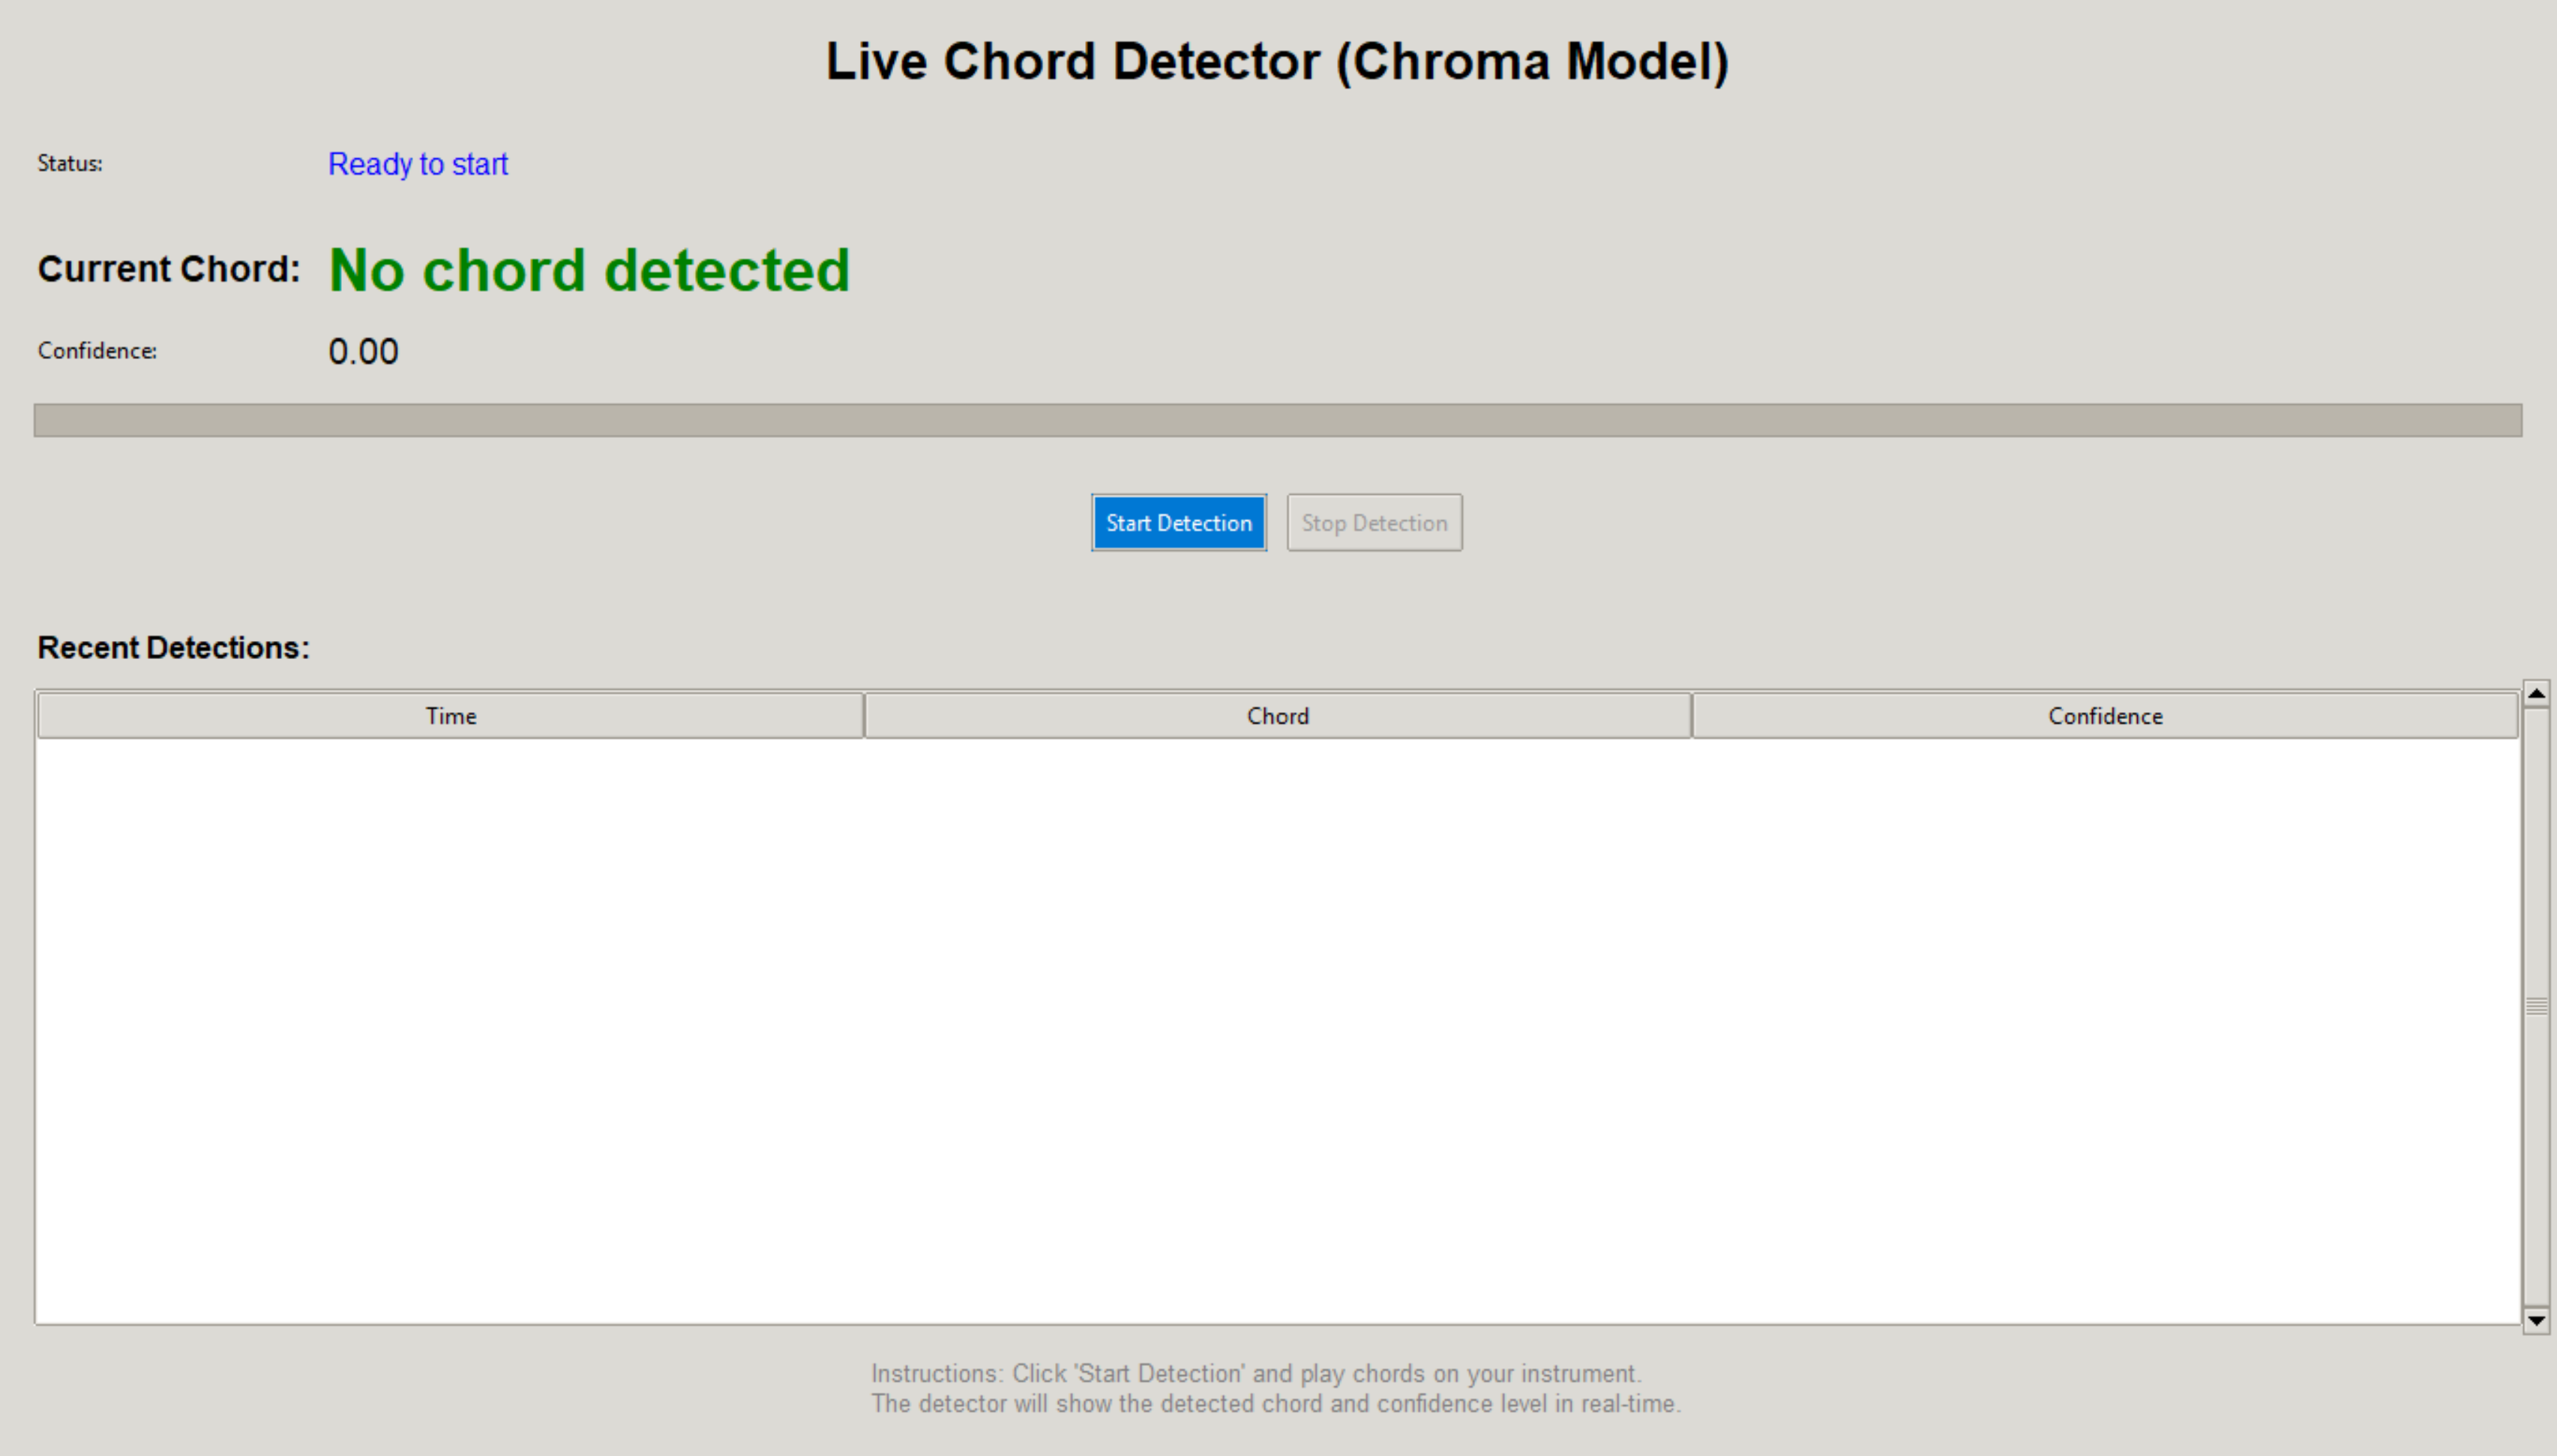 Live Chord Detector (Chroma Model)
Status: Ready to start
Current Chord: No chord detected
Confidence: 0.00
Start Detection Stop Detection
Recent Detections:
Time Chord Confidence
Instructions: Click 'Start Detection' and play chords on your instrument.
The detector will show the detected chord and confidence level in real-time.